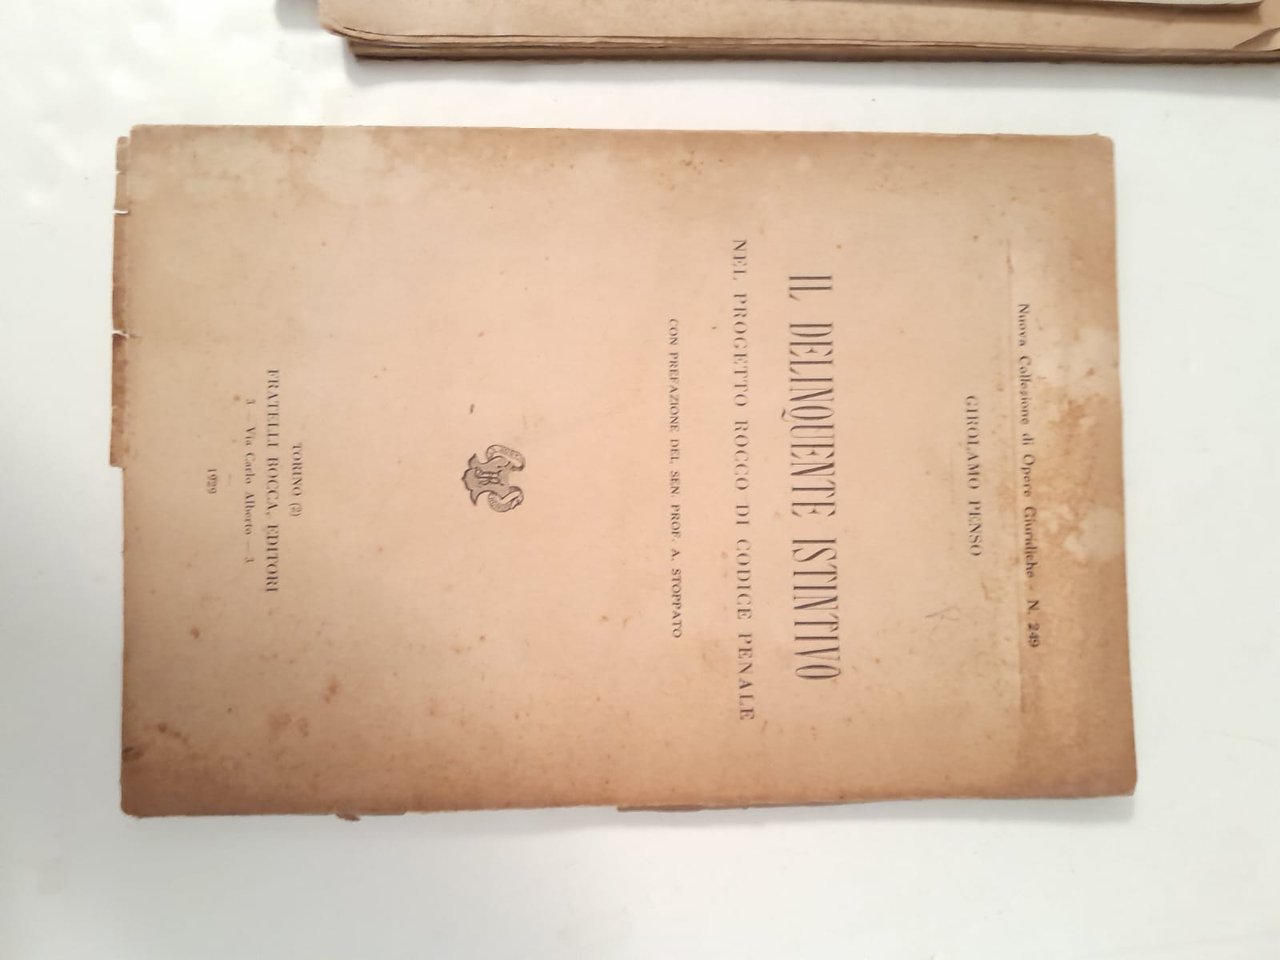 Nuova Collezione di Opere Giuridiche - N. 249
GIROLAMO PENSO
IL DELINQUENTE ISTINTIVO
NEL PROGETTO ROCCO DI CODICE PENALE
CON PREFAZIONE DEL SEN. PROF. A. STOPPATO
TORINO (2)
FRATELLI BOCCA, EDITORI
3 — Via Carlo Alberto — 3
1929